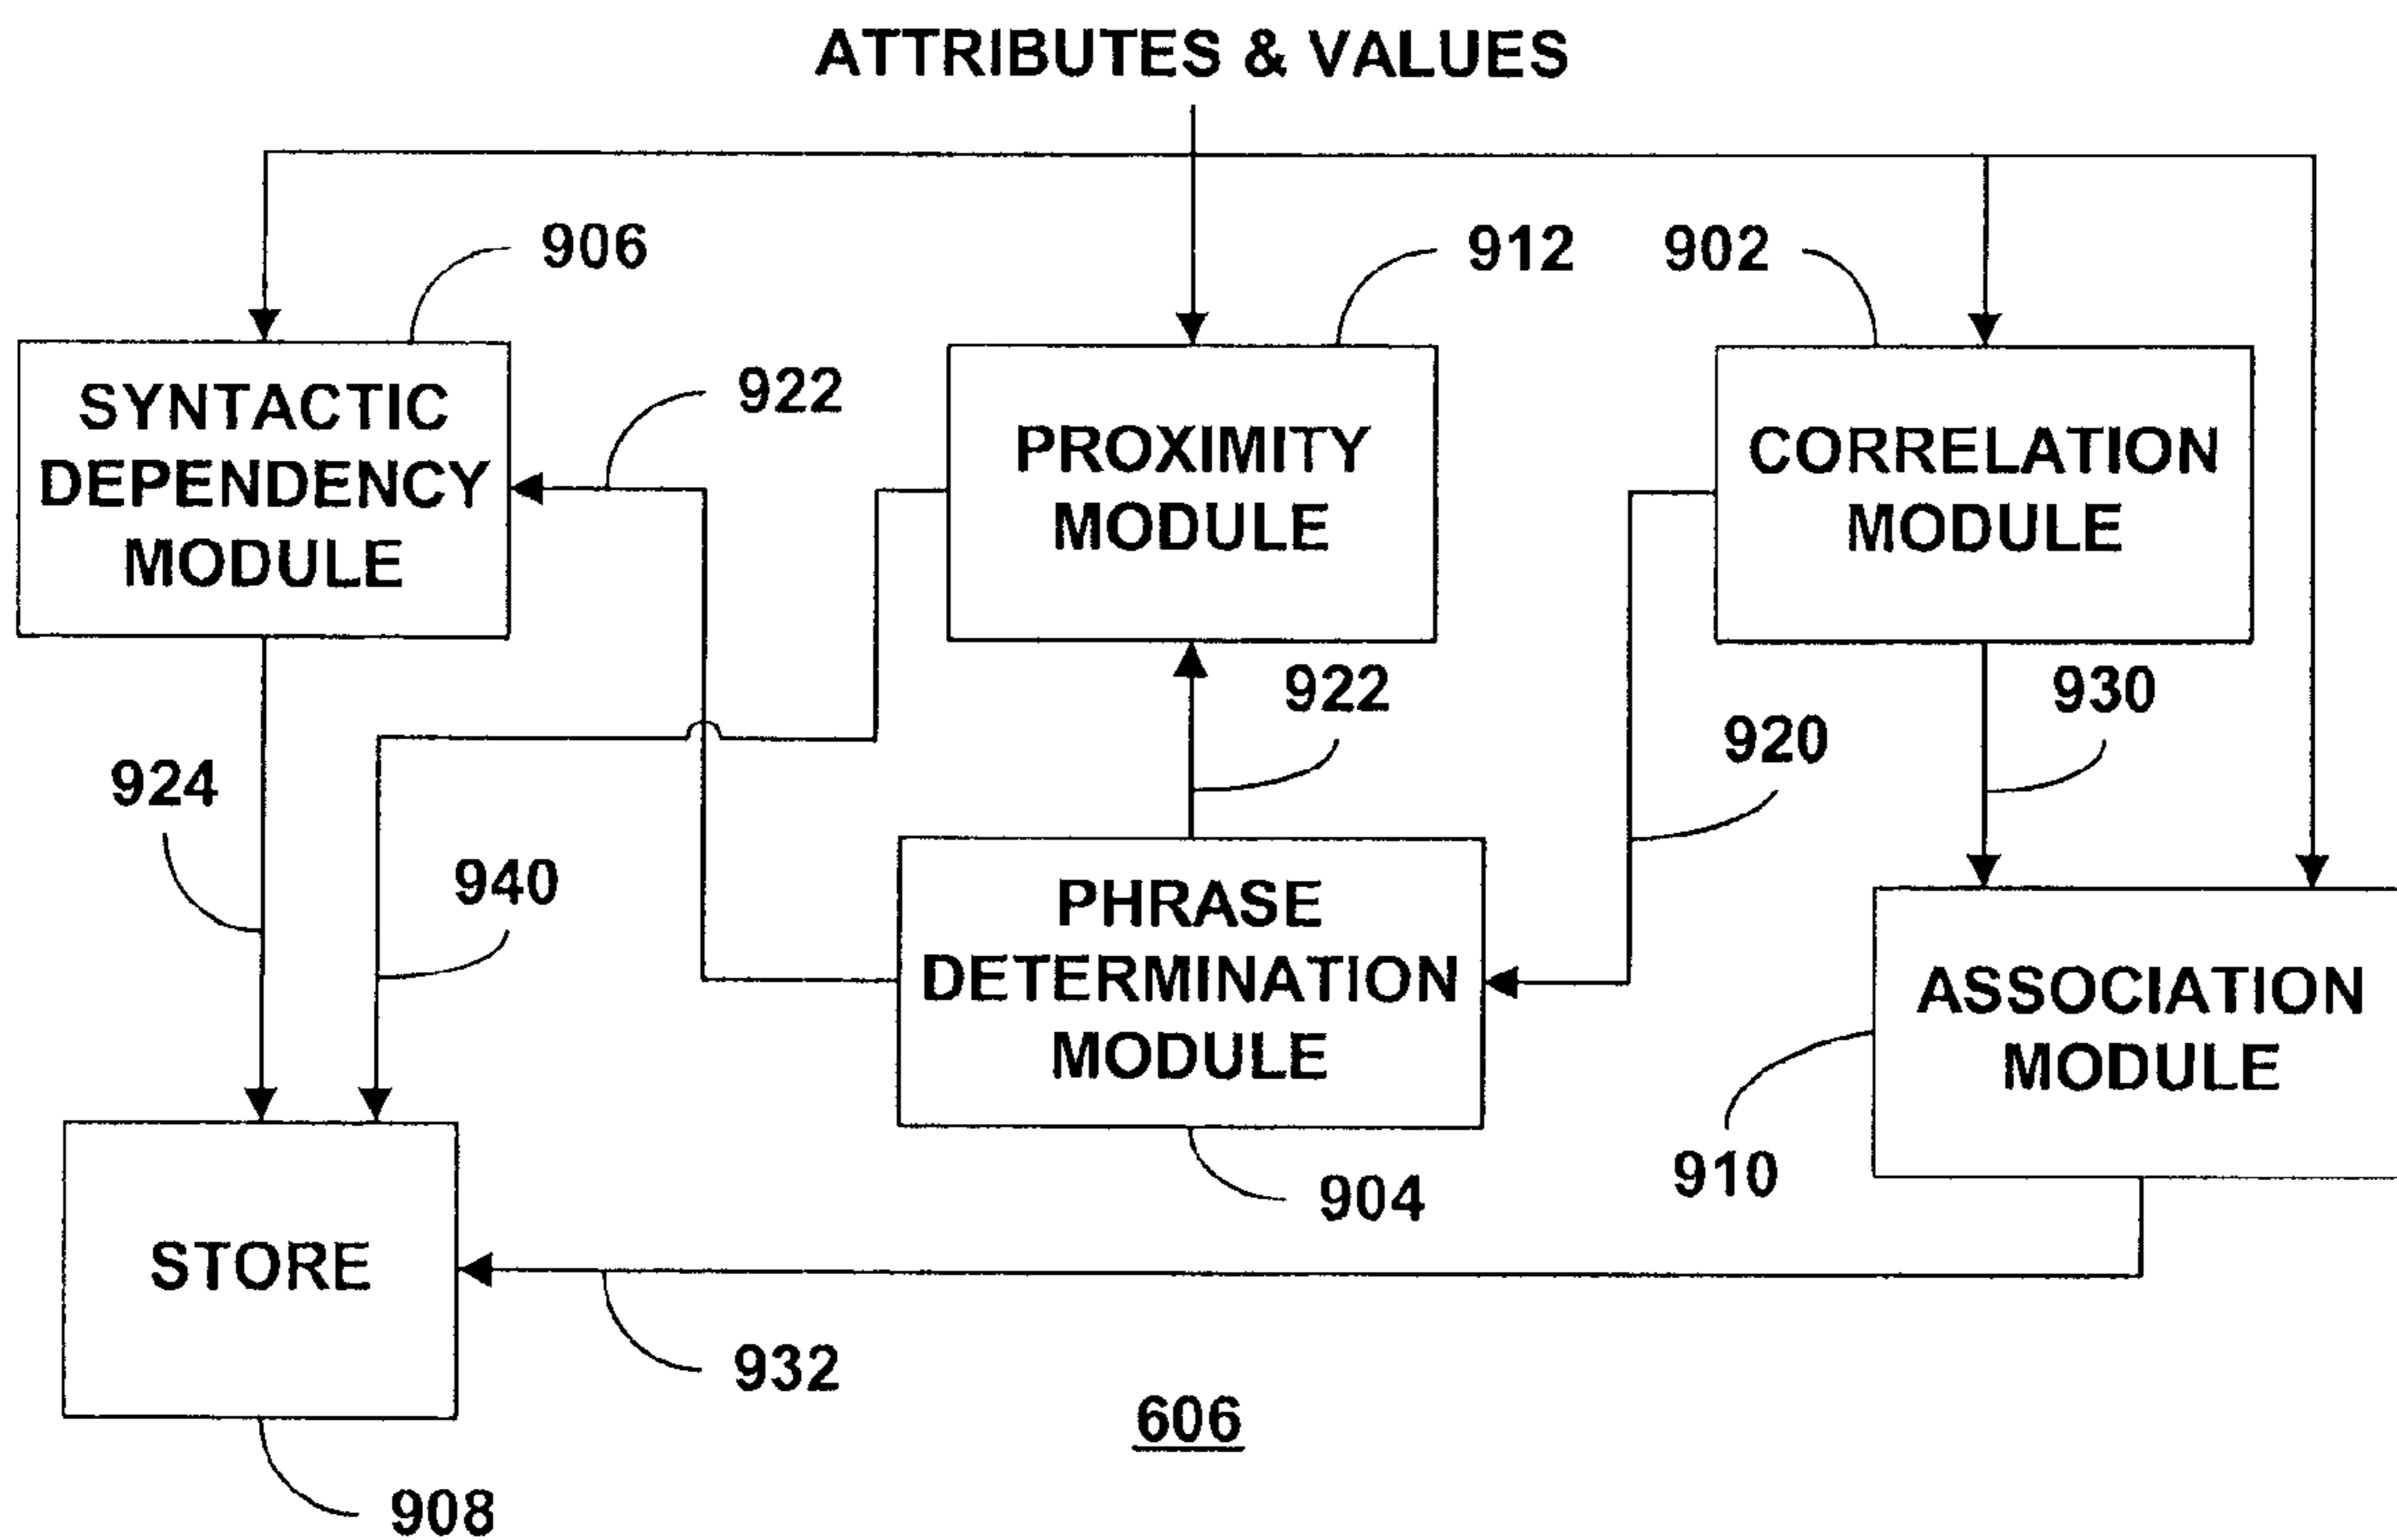 ATTRIBUTES & VALUES
906
912
902
922
SYNTACTIC
DEPENDENCY
MODULE
PROXIMITY
MODULE
CORRELATION
MODULE
922
930
920
924
940
PHRASE
DETERMINATION
MODULE
ASSOCIATION
MODULE
910
904
STORE
932
606
908